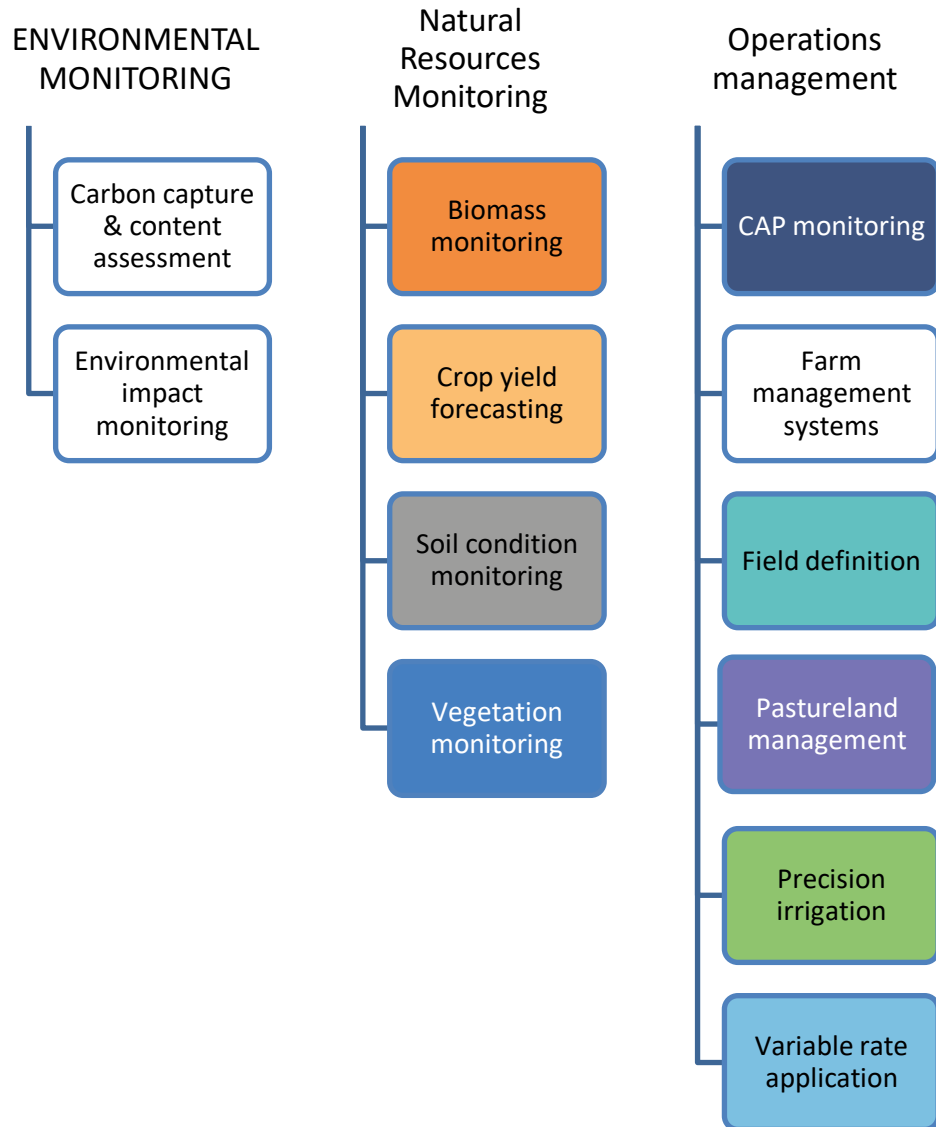 ENVIRONMENTAL
MONITORING
Carbon capture
& content
assessment
Environmental
impact
monitoring
Natural
Resources
Monitoring
Biomass
monitoring
Crop yield
forecasting
Soil condition
monitoring
Vegetation
monitoring
Operations
management
CAP monitoring
Farm
management
systems
Field definition
Pastureland
management
Precision
irrigation
Variable rate
application